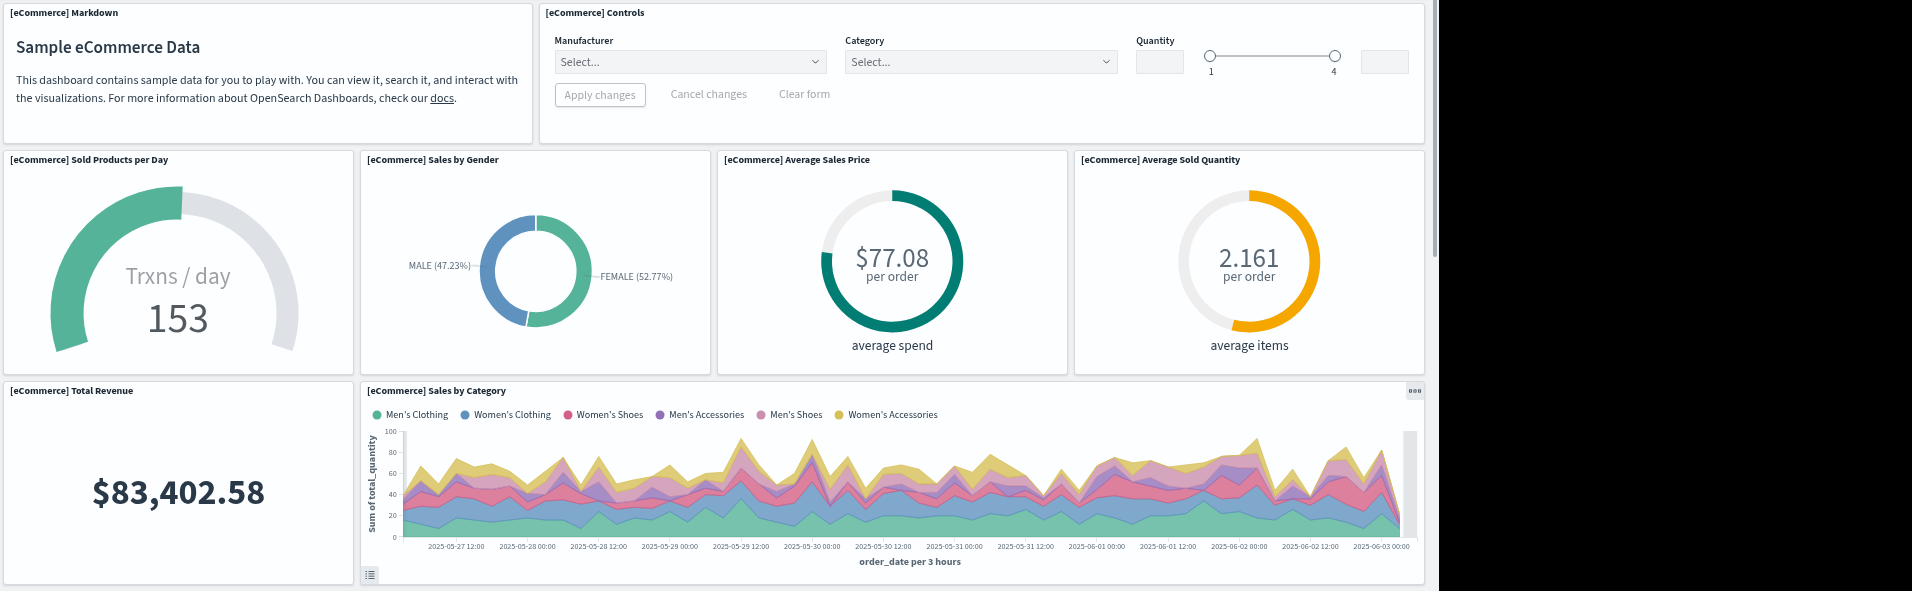 [eCommerce] Markdown
Sample eCommerce Data
This dashboard contains sample data for you to play with. You can view it, search it, and interact with
the visualizations. For more information about OpenSearch Dashboards, check our docs.
[eCommerce] Controls
Manufacturer
Select...
Category
Select...
Quantity
1
4
Apply changes
Cancel changes
Clear form
[eCommerce] Sold Products per Day
Trxns / day
153
[eCommerce] Sales by Gender
MALE (47.23%)
FEMALE (52.77%)
[eCommerce] Average Sales Price
$77.08
per order
average spend
[eCommerce] Average Sold Quantity
2.161
per order
average items
[eCommerce] Total Revenue
$83,402.58
[eCommerce] Sales by Category
Men's Clothing
Women's Clothing
Women's Shoes
Men's Accessories
Men's Shoes
Women's Accessories
Sum of total_quantity
100
80
60
40
20
0
2025-05-27 12:00
2025-05-28 00:00
2025-05-28 12:00
2025-05-29 00:00
2025-05-29 12:00
2025-05-30 00:00
2025-05-30 12:00
2025-05-31 00:00
2025-05-31 12:00
2025-06-01 00:00
2025-06-01 12:00
2025-06-02 00:00
2025-06-02 12:00
2025-06-03 00:00
order_date per 3 hours